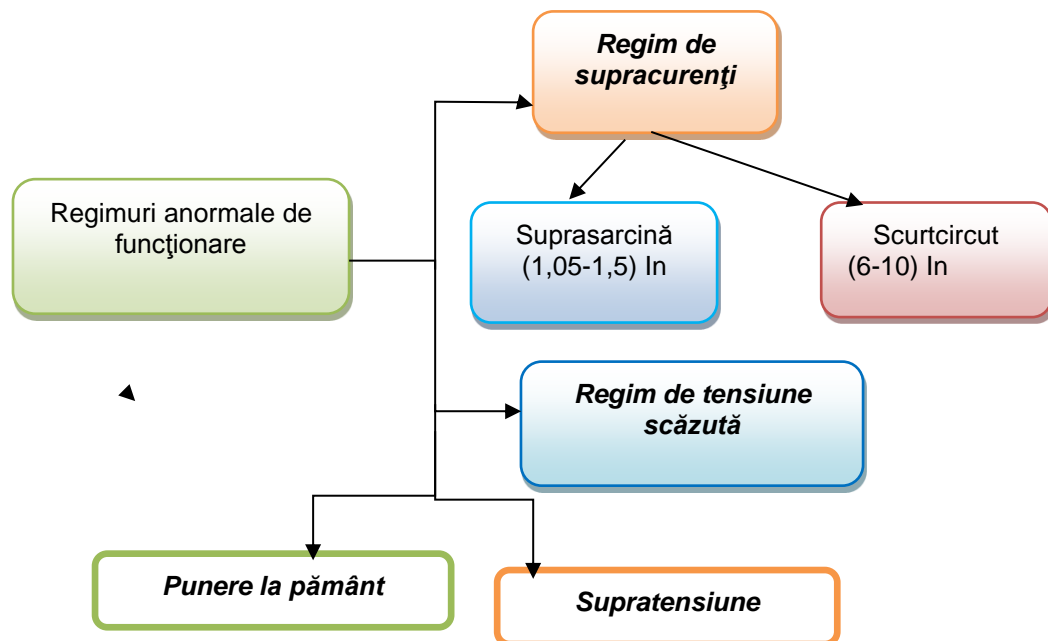 Regim de
supracurenţi
Regimuri anormale de
funcţionare
Suprasarcină
(1,05-1,5) In
Scurtcircut
(6-10) In
Regim de tensiune
scăzută
Punere la pământ
Supratensiune